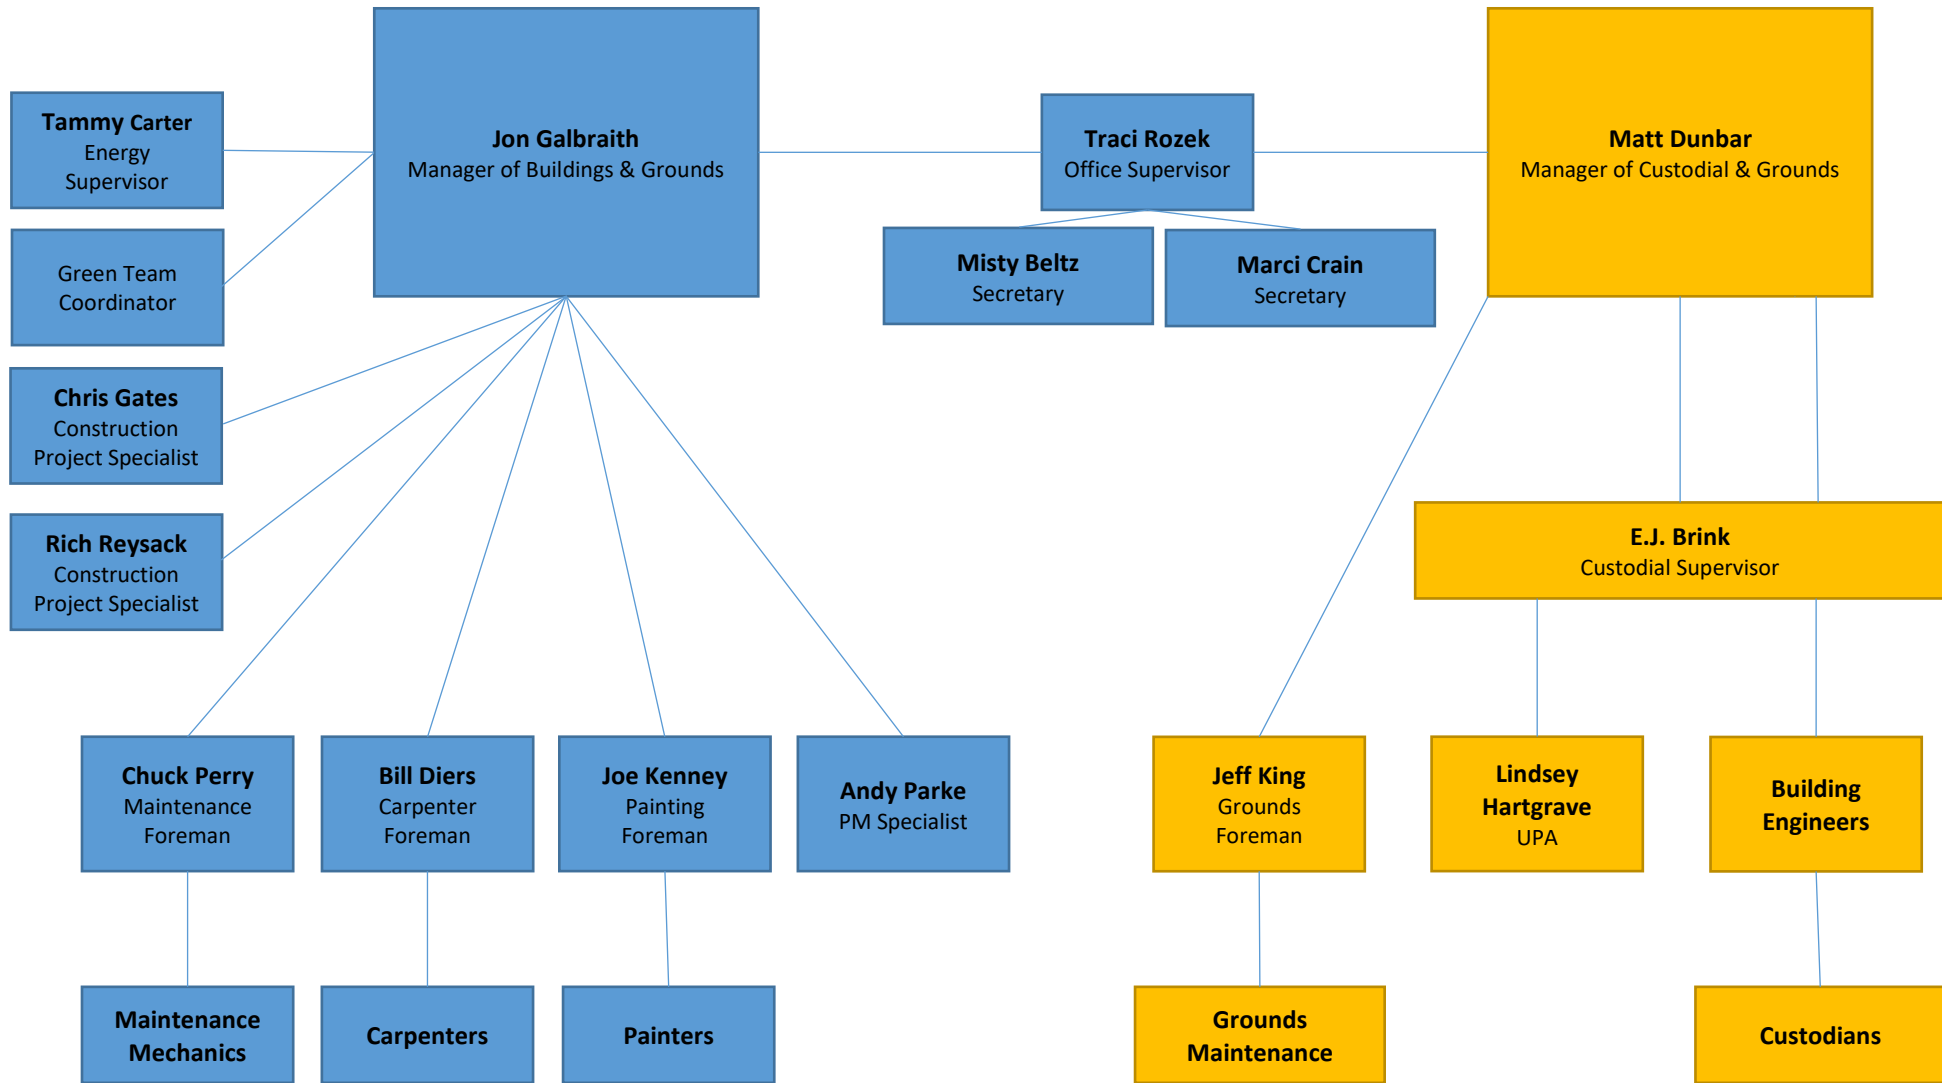 Tammy Carter
Energy
Supervisor
Jon Galbraith
Manager of Buildings & Grounds
Traci Rozek
Office Supervisor
Matt Dunbar
Manager of Custodial & Grounds
Green Team
Coordinator
Misty Beltz
Secretary
Marci Crain
Secretary
Chris Gates
Construction
Project Specialist
Rich Reysack
Construction
Project Specialist
E.J. Brink
Custodial Supervisor
Chuck Perry
Maintenance
Foreman
Bill Diers
Carpenter
Foreman
Joe Kenney
Painting
Foreman
Andy Parke
PM Specialist
Jeff King
Grounds
Foreman
Lindsey
Hartgrave
UPA
Building
Engineers
Maintenance
Mechanics
Carpenters
Painters
Grounds
Maintenance
Custodians